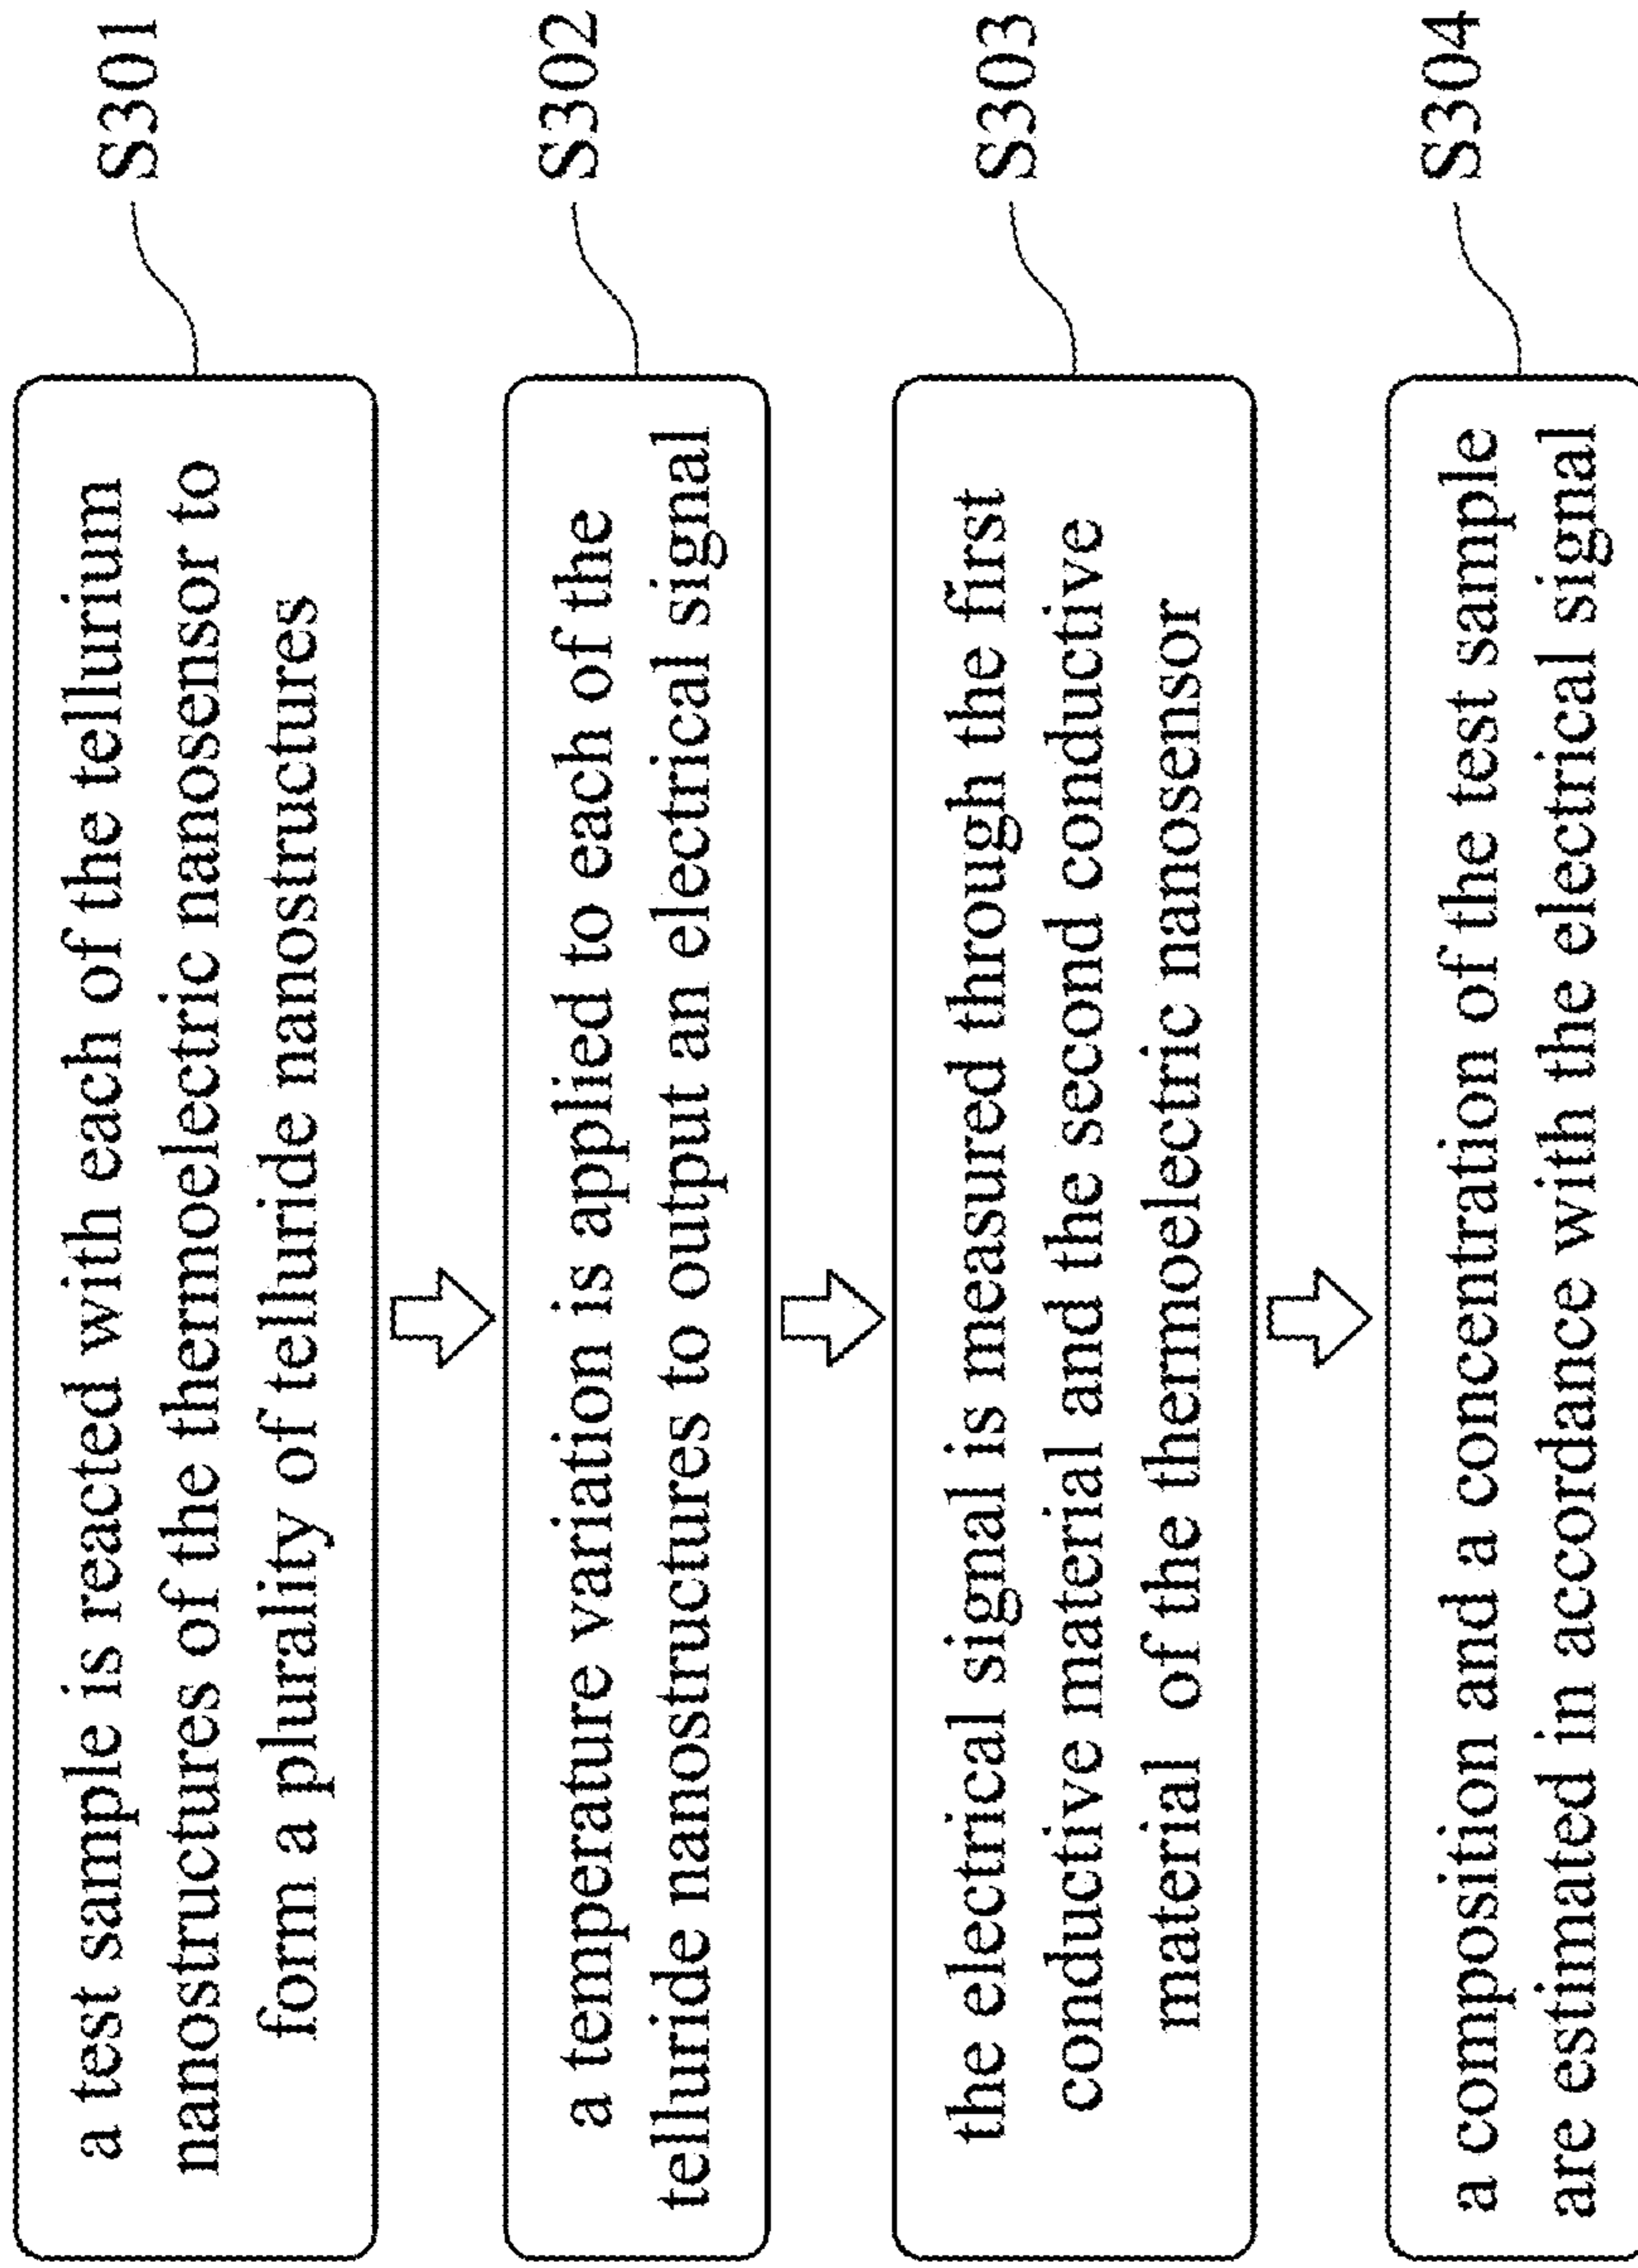 a test sample is reacted with each of the tellurium
nanostructures of the thermoelectric nanosensor to
form a plurality of telluride nanostructures
S301
a temperature variation is applied to each of the
telluride nanostructures to output an electrical signal
S302
the electrical signal is measured through the first
conductive material and the second conductive
material of the thermoelectric nanosensor
S303
a composition and a concentration of the test sample
are estimated in accordance with the electrical signal
S304